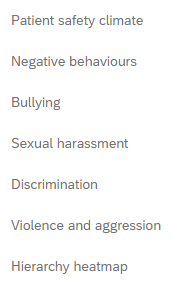 Patient safety climate
Negative behaviours
Bullying
Sexual harassment
Discrimination
Violence and aggression
Hierarchy heatmap